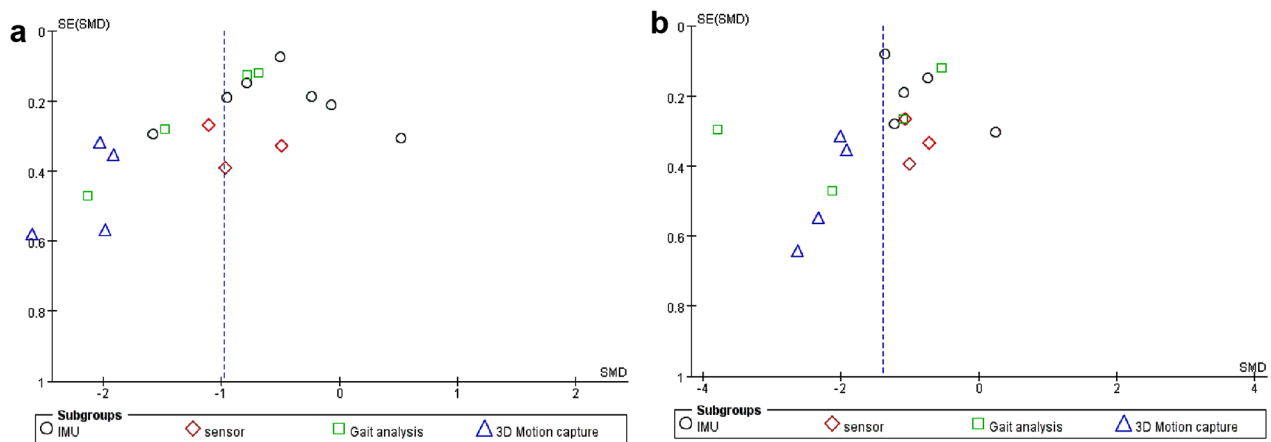 a
SE(SMD)
0
0.2
0.4
0.6
0.8
1
-2
-1
0
1
2
SMD
Subgroups
IMU
sensor
Gait analysis
3D Motion capture
b
SE(SMD)
0
0.2
0.4
0.6
0.8
1
-4
-2
0
2
4
SMD
Subgroups
IMU
sensor
Gait analysis
3D Motion capture